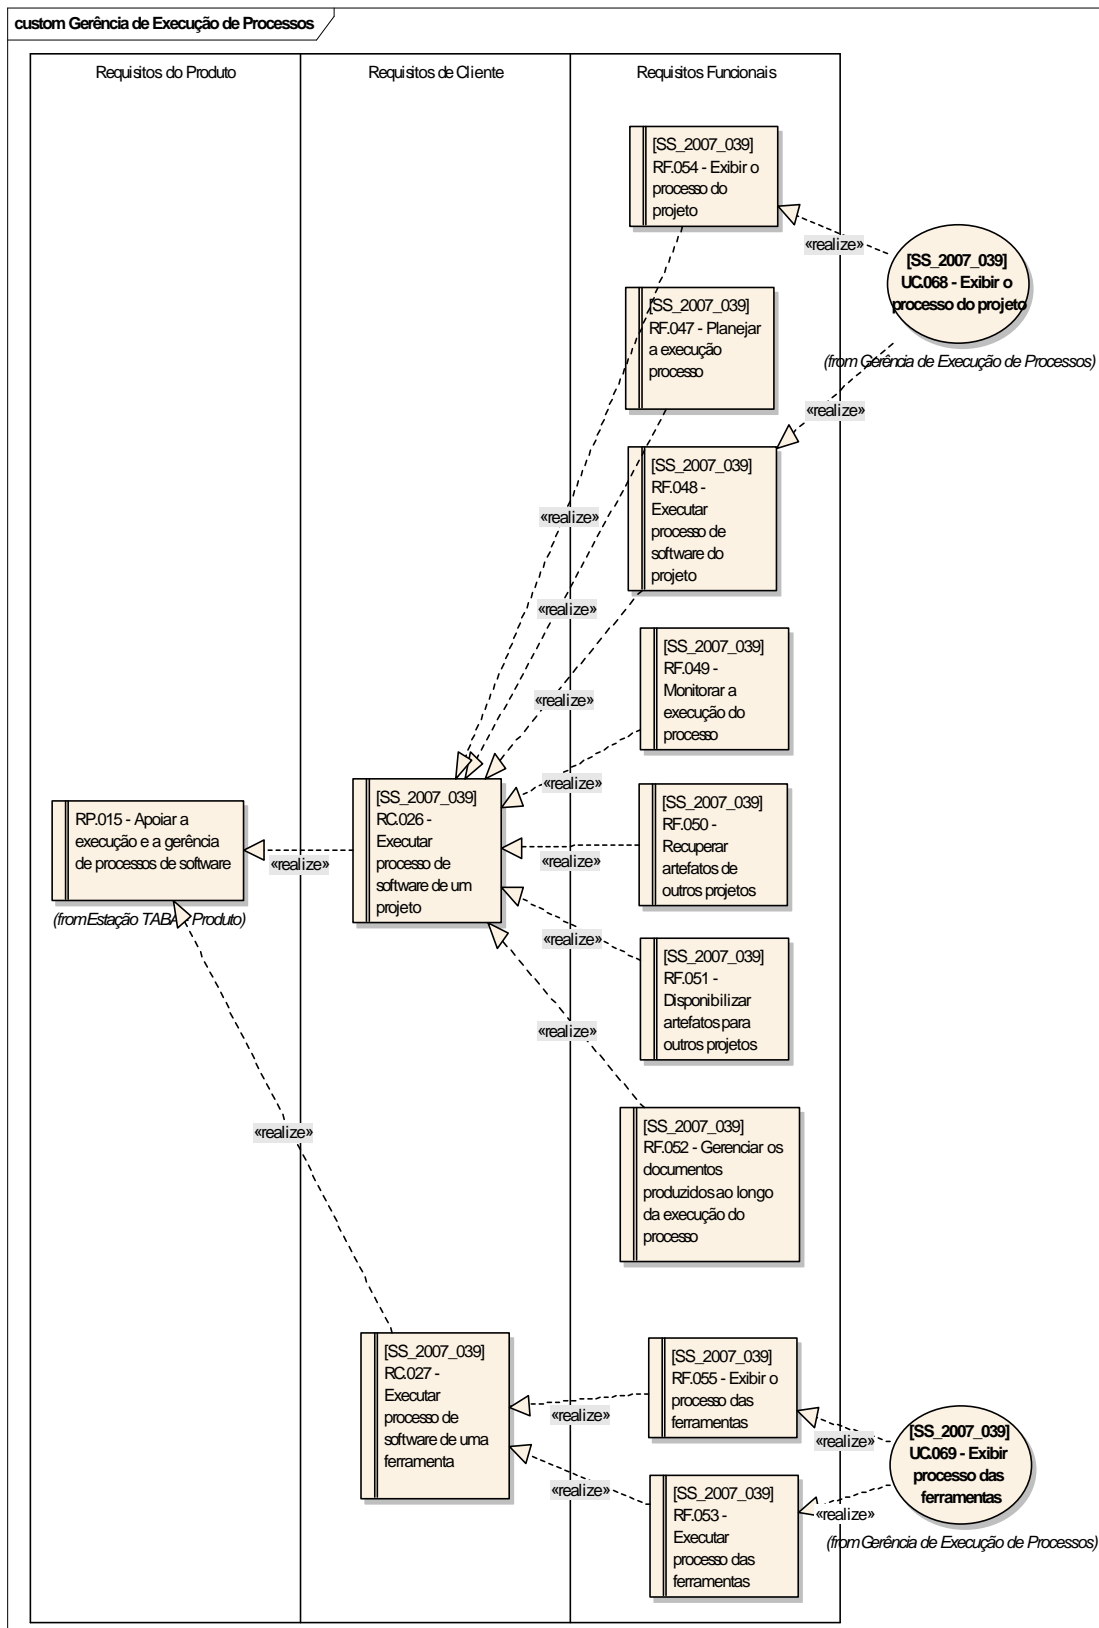 custom Gerência de Execução de Processos
Requisitos do Produto
Requisitos de Cliente
Requisitos Funcionais
[SS_2007_039]
RF.054 - Exibir o
processo do
projeto
«realize»
[SS_2007_039]
UC.068 - Exibir o
processo do projeto
(from Gerência de Execução de Processos)
[SS_2007_039]
RF.047 - Planejar
a execução
processo
«realize»
[SS_2007_039]
RF.048 -
Executar
processo de
software do
projeto
«realize»
«realize»
[SS_2007_039]
RF.049 -
Monitorar a
execução do
processo
«realize»
«realize»
RP.015 - Apoiar a
execução e a gerência
de processos de software
(from Estação TABA - Produto)
«realize»
[SS_2007_039]
RC.026 -
Executar
processo de
software de um
projeto
[SS_2007_039]
RF.050 -
Recuperar
artefatos de
outros projetos
«realize»
«realize»
[SS_2007_039]
RF.051 -
Disponibilizar
artefatos para
outros projetos
«realize»
[SS_2007_039]
RF.052 - Gerenciar os
documentos
produzidos ao longo
da execução do
processo
«realize»
[SS_2007_039]
RC.027 -
Executar
processo de
software de uma
ferramenta
[SS_2007_039]
RF.055 - Exibir o
processo das
ferramentas
«realize»
«realize»
[SS_2007_039]
UC.069 - Exibir
processo das
ferramentas
(from Gerência de Execução de Processos)
«realize»
[SS_2007_039]
RF.053 -
Executar
processo das
ferramentas
«realize»